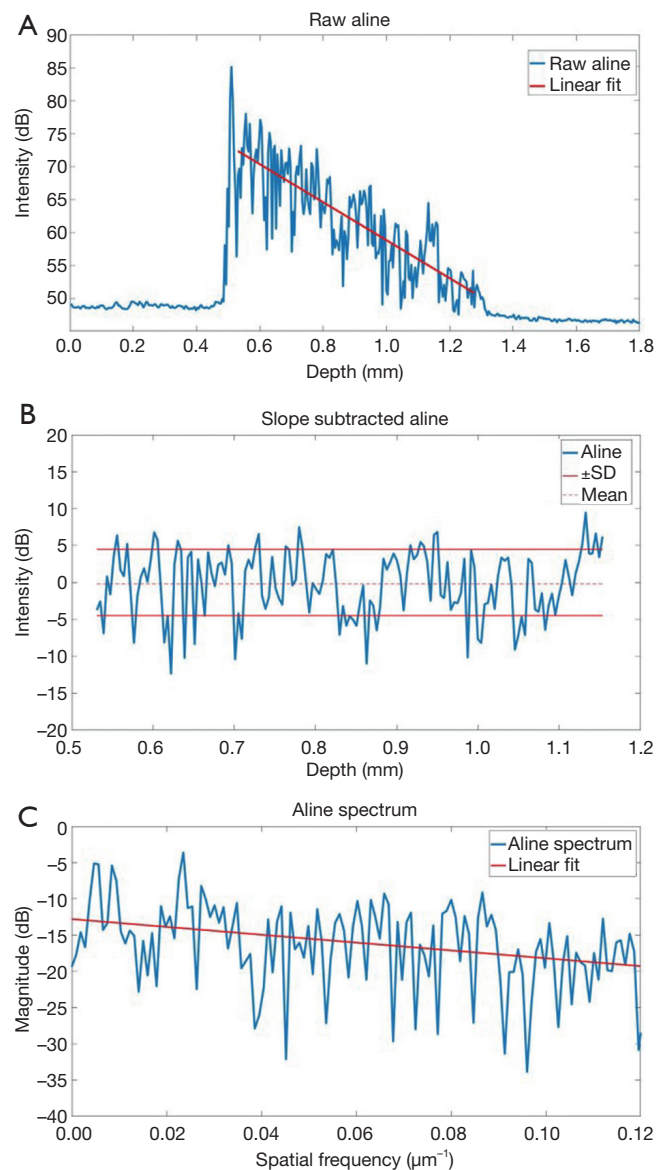 A
Raw aline
90
85
80
75
70
65
60
55
50
Intensity (dB)
Raw aline
Linear fit
0.0 0.2 0.4 0.6 0.8 1.0 1.2 1.4 1.6 1.8
Depth (mm)
B
Slope subtracted aline
20
15
10
5
0
−5
−10
−15
−20
Intensity (dB)
Aline
±SD
Mean
0.5 0.6 0.7 0.8 0.9 1.0 1.1 1.2
Depth (mm)
C
Aline spectrum
0
−5
−10
−15
−20
−25
−30
−35
−40
Magnitude (dB)
Aline spectrum
Linear fit
0.00 0.02 0.04 0.06 0.08 0.10 0.12
Spatial frequency (µm⁻¹)